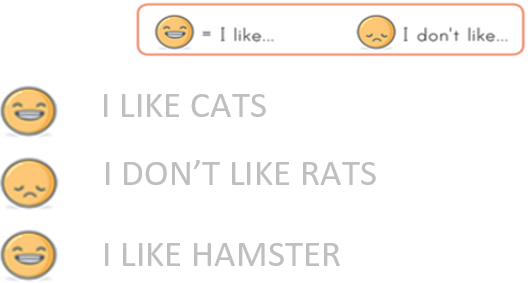 = I like... I don't like...
I LIKE CATS
I DON’T LIKE RATS
I LIKE HAMSTER